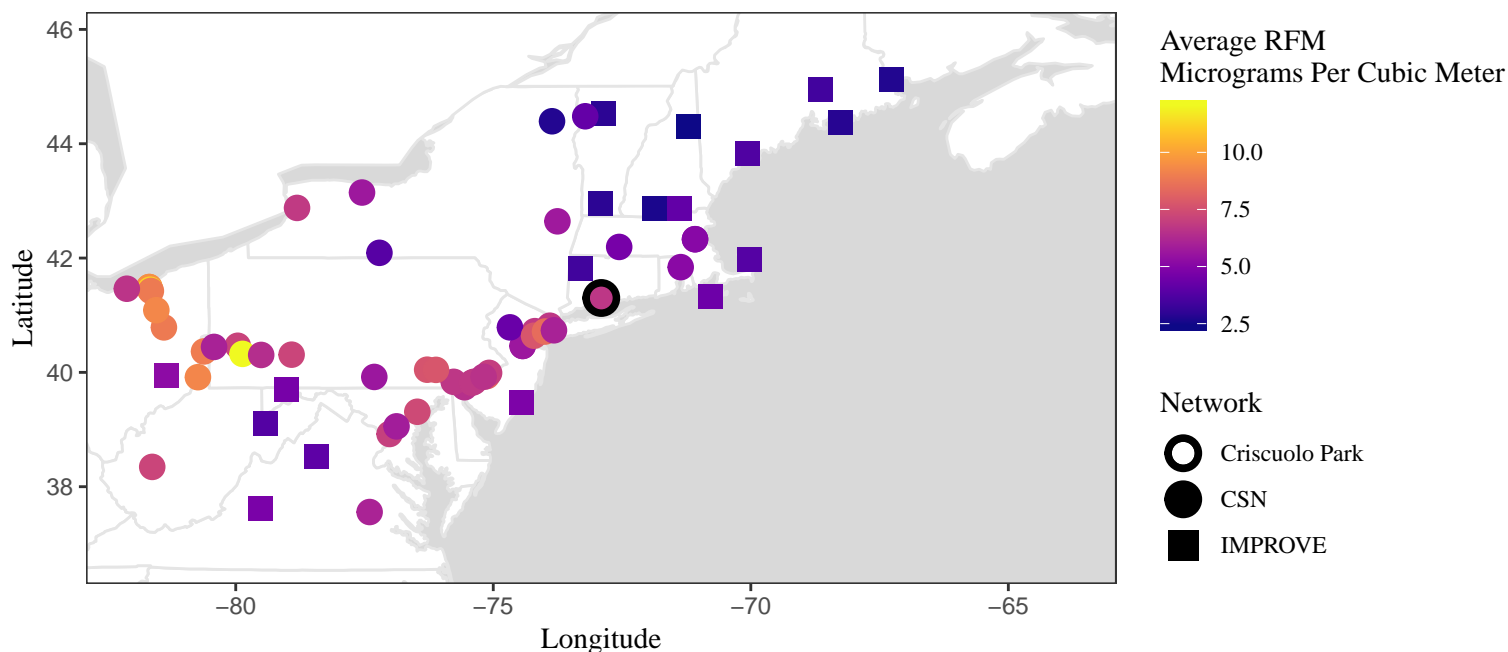 46
44
42
40
38
Latitude
−80
−75
−70
−65
Longitude
Average RFM
Micrograms Per Cubic Meter
10.0
7.5
5.0
2.5
Network
Criscuolo Park
CSN
IMPROVE